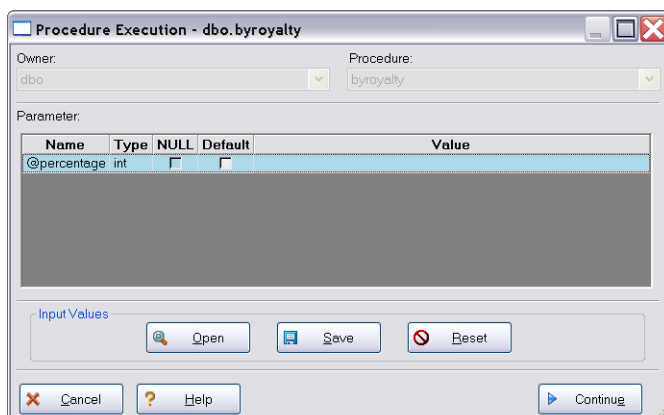 Procedure Execution - dbo.byroyalty
Owner: Procedure:
dbo byroyalty
Parameter:
Name Type NULL Default Value
@percentage int
Input Values
Open Save Reset
Cancel Help Continue